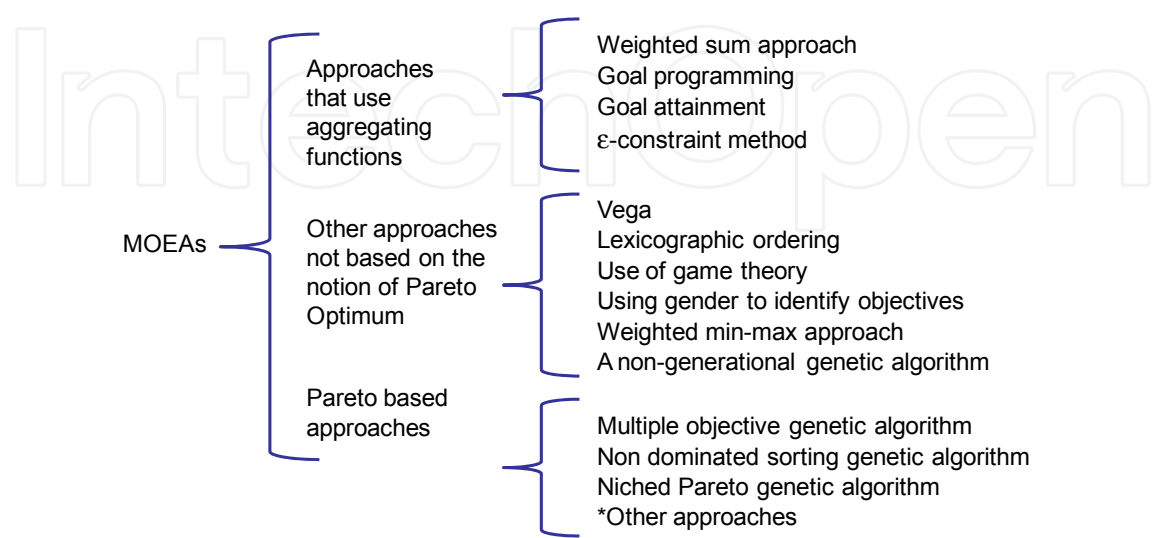 IntechOpen
MOEAs
Approaches
that use
aggregating
functions
Weighted sum approach
Goal programming
Goal attainment
ε-constraint method
Other approaches
not based on the
notion of Pareto
Optimum
Vega
Lexicographic ordering
Use of game theory
Using gender to identify objectives
Weighted min-max approach
A non-generational genetic algorithm
Pareto based
approaches
Multiple objective genetic algorithm
Non dominated sorting genetic algorithm
Niched Pareto genetic algorithm
*Other approaches